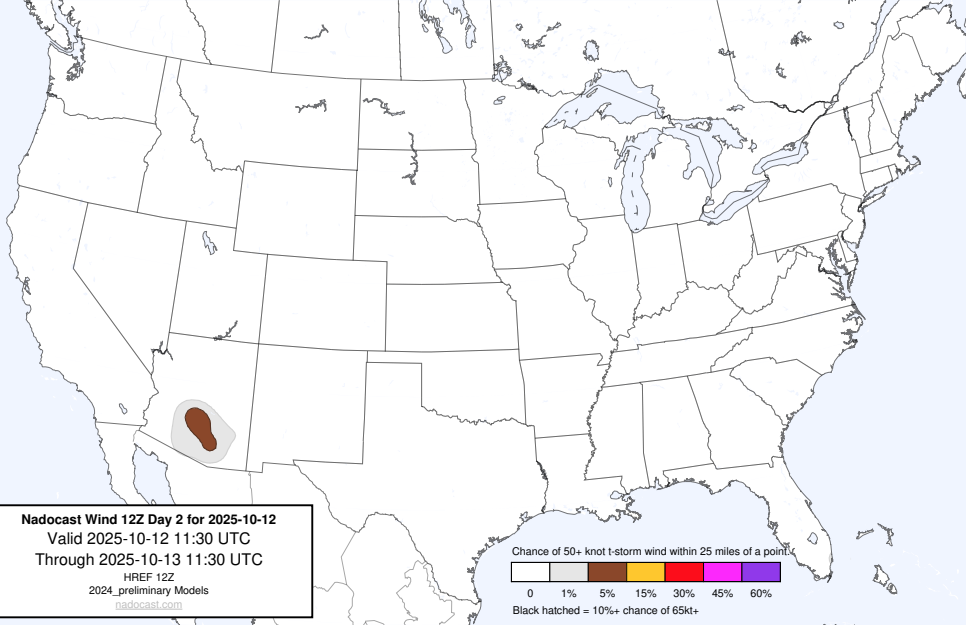 Nadocast Wind 12Z Day 2 for 2025-10-12
Valid 2025-10-12 11:30 UTC
Through 2025-10-13 11:30 UTC
HREF 12Z
2024_preliminary Models
nadocast.com
Chance of 50+ knot t-storm wind within 25 miles of a point.
0 1% 5% 15% 30% 45% 60%
Black hatched = 10%+ chance of 65kt+